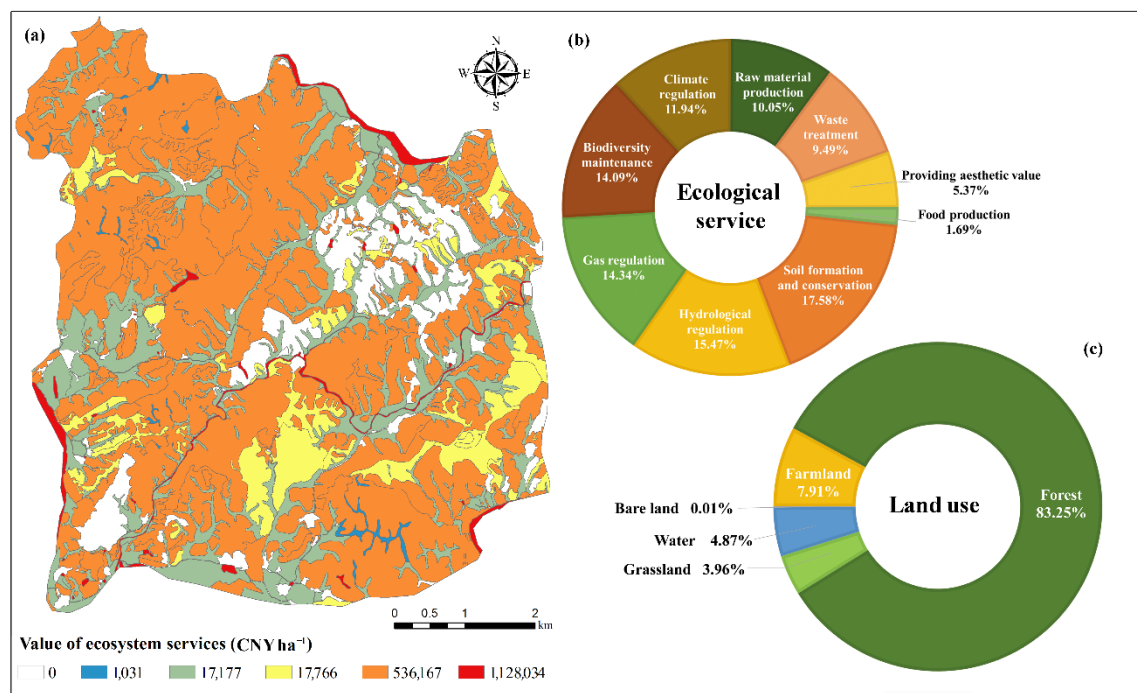 (a)
N
W E
S
0 0.5 1 2
km
Value of ecosystem services (CNY ha⁻¹)
0 1,031 17,177 17,766 536,167 1,128,034
(b)
Climate
regulation
11.94%
Raw material
production
10.05%
Waste
treatment
9.49%
Providing aesthetic value
5.37%
Food production
1.69%
Soil formation
and conservation
17.58%
Hydrological
regulation
15.47%
Gas regulation
14.34%
Biodiversity
maintenance
14.09%
Ecological
service
(c)
Farmland
7.91%
Bare land 0.01%
Water 4.87%
Grassland 3.96%
Land use
Forest
83.25%